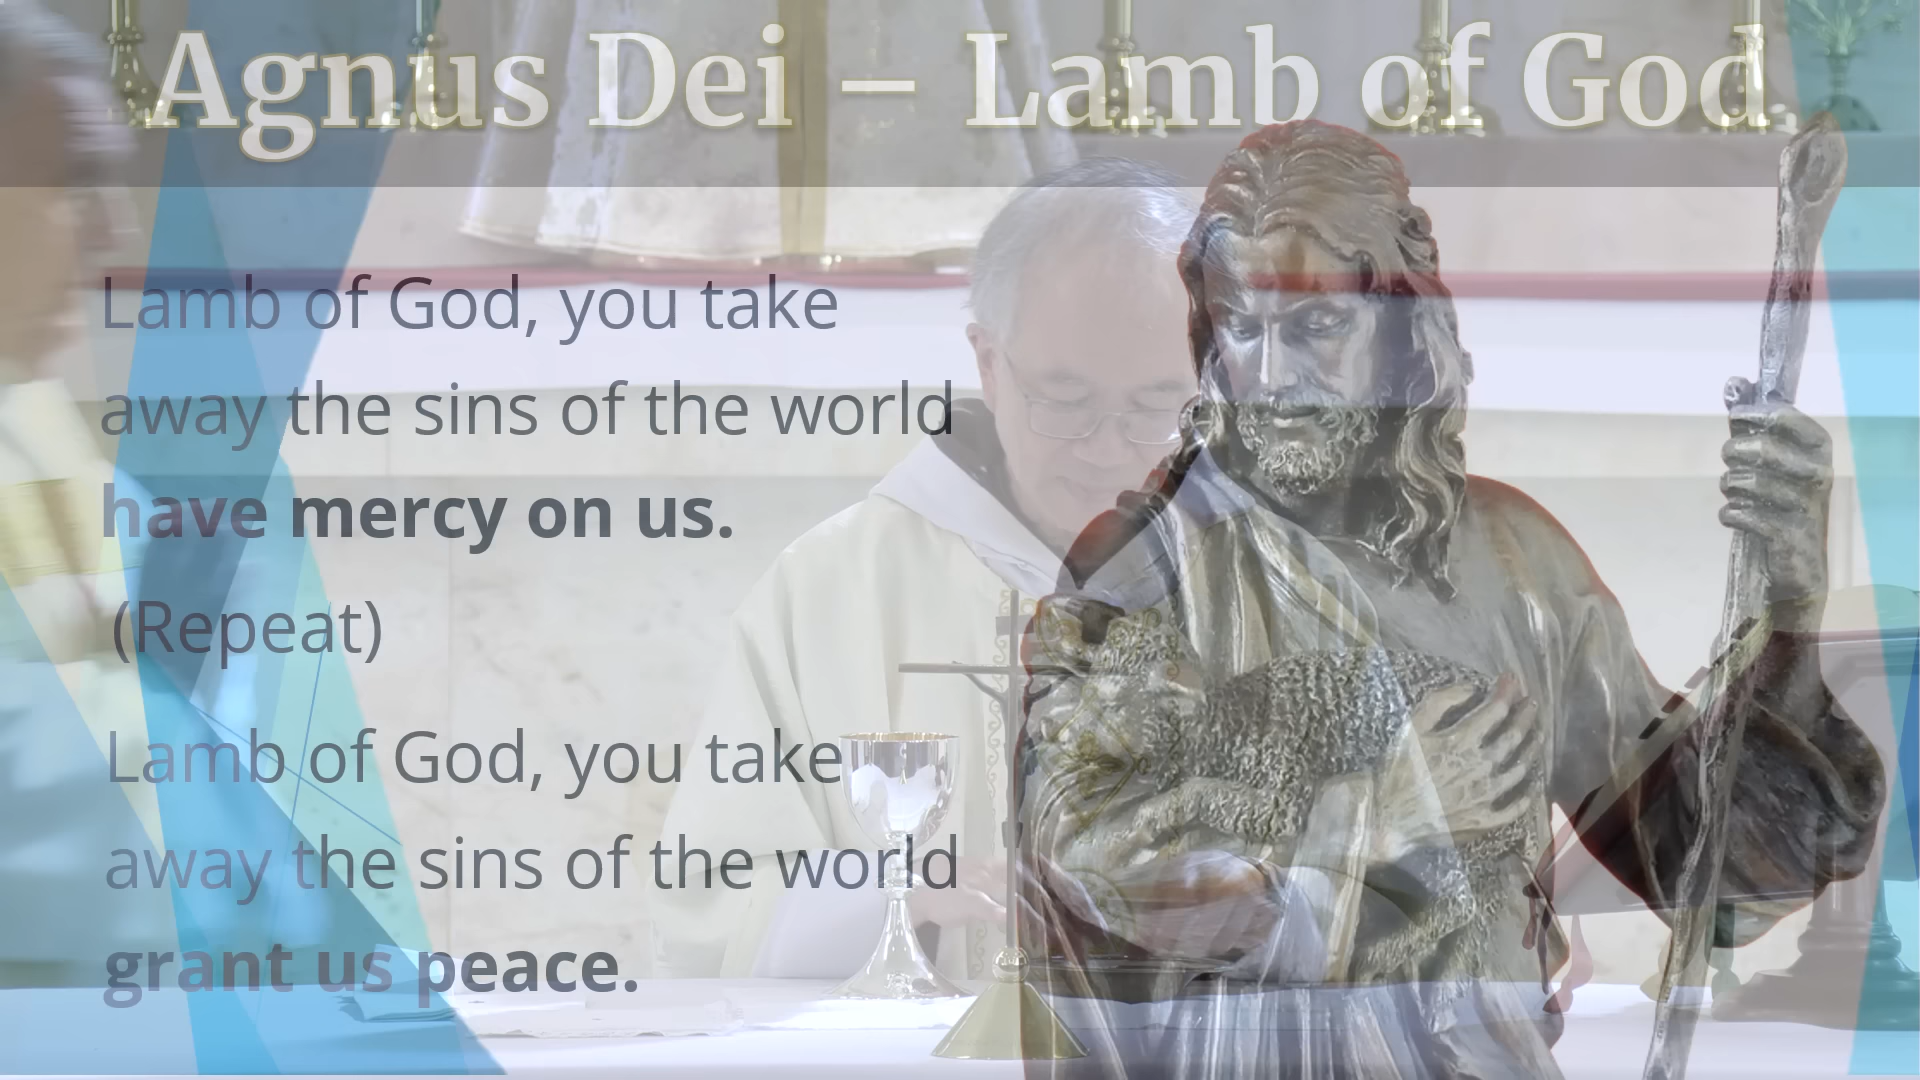 Agnus Dei – Lamb of God
Lamb of God, you take
away the sins of the world
have mercy on us.
(Repeat)
Lamb of God, you take
away the sins of the world
grant us peace.